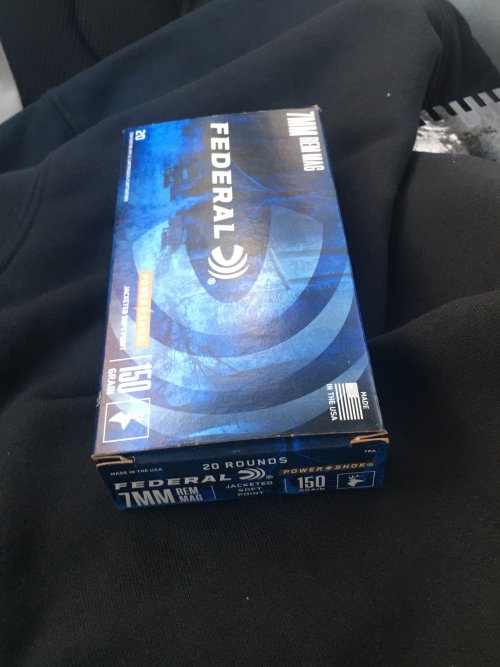 7MM REM MAG
FEDERAL ®
20
POWER SHOK
JACKETED SOFT POINT
150
GRAIN
MADE
IN THE USA
MADE IN THE USA
20 ROUNDS
7RA
FEDERAL ®
7MM REM MAG
JACKETED
SOFT
POINT
POWER SHOK®
150
GRAIN